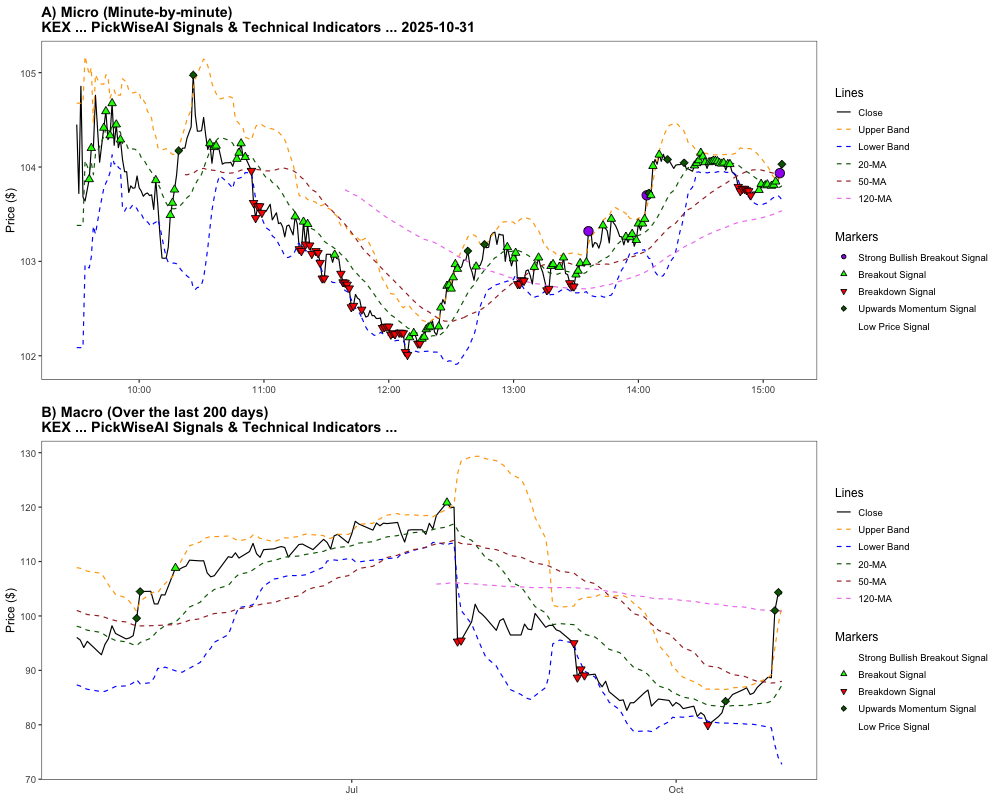 A) Micro (Minute-by-minute)
KEX ... PickWiseAI Signals & Technical Indicators ... 2025-10-31
Price ($)
105
104
103
102
10:00
11:00
12:00
13:00
14:00
15:00
Lines
Close
Upper Band
Lower Band
20-MA
50-MA
120-MA
Markers
Strong Bullish Breakout Signal
Breakout Signal
Breakdown Signal
Upwards Momentum Signal
Low Price Signal
B) Macro (Over the last 200 days)
KEX ... PickWiseAI Signals & Technical Indicators ...
Price ($)
130
120
110
100
90
80
70
Jul
Oct
Lines
Close
Upper Band
Lower Band
20-MA
50-MA
120-MA
Markers
Strong Bullish Breakout Signal
Breakout Signal
Breakdown Signal
Upwards Momentum Signal
Low Price Signal